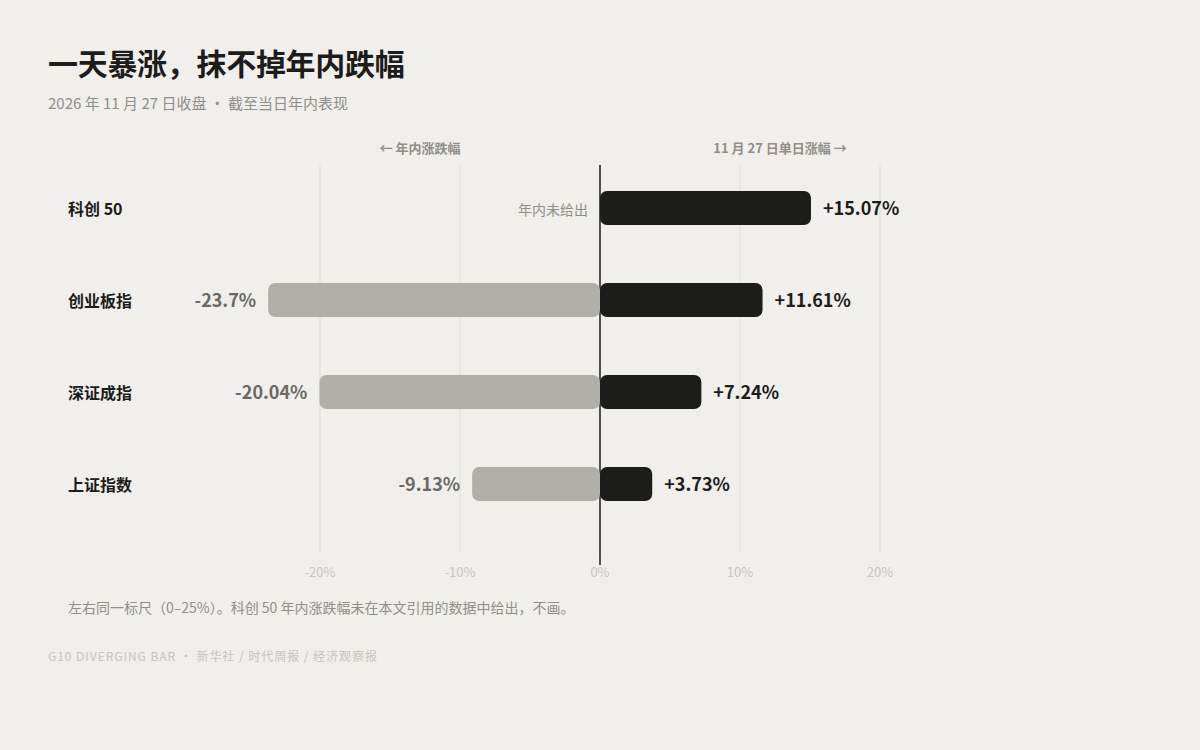 一天暴涨，抹不掉年内跌幅
2026 年 11 月 27 日收盘 · 截至当日年内表现
← 年内涨跌幅
11 月 27 日单日涨幅 →
科创 50
年内未给出
+15.07%
创业板指
-23.7%
+11.61%
深证成指
-20.04%
+7.24%
上证指数
-9.13%
+3.73%
-20%
-10%
0%
10%
20%
左右同一标尺（0–25%）。科创 50 年内涨跌幅未在本文引用的数据中给出，不画。
G10 DIVERGING BAR · 新华社 / 时代周报 / 经济观察报